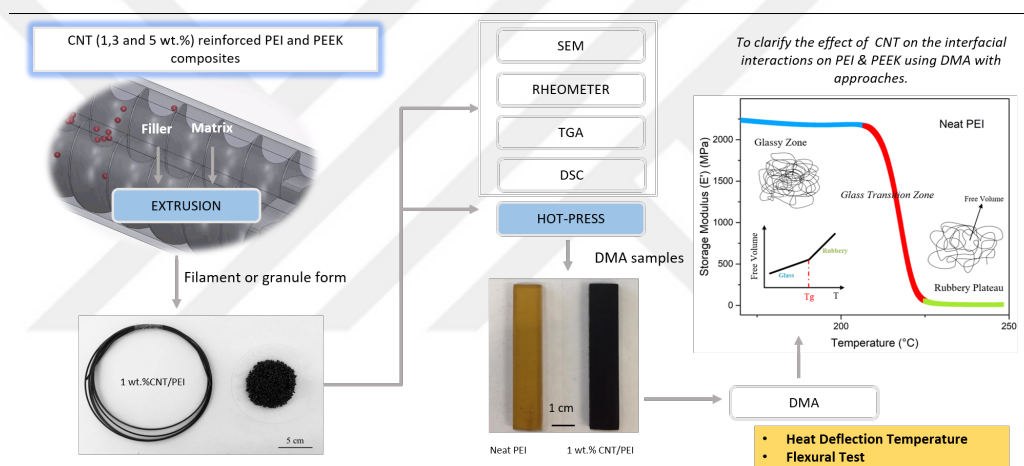 CNT (1,3 and 5 wt.%) reinforced PEI and PEEK
composites
Filler
Matrix
EXTRUSION
Filament or granule form
1 wt.%CNT/PEI
5 cm
SEM
RHEOMETER
TGA
DSC
HOT-PRESS
DMA samples
1 cm
Neat PEI
1 wt.% CNT/PEI
To clarify the effect of CNT on the interfacial
interactions on PEI & PEEK using DMA with
approaches.
Storage Modulus (E') (MPa)
2000
1500
1000
500
0
Neat PEI
Glassy Zone
Glass Transition Zone
Free Volume
Rubbery Plateau
Free Volume
Rubbery
Glass
Tg
T
200
250
Temperature (°C)
DMA
• Heat Deflection Temperature
• Flexural Test